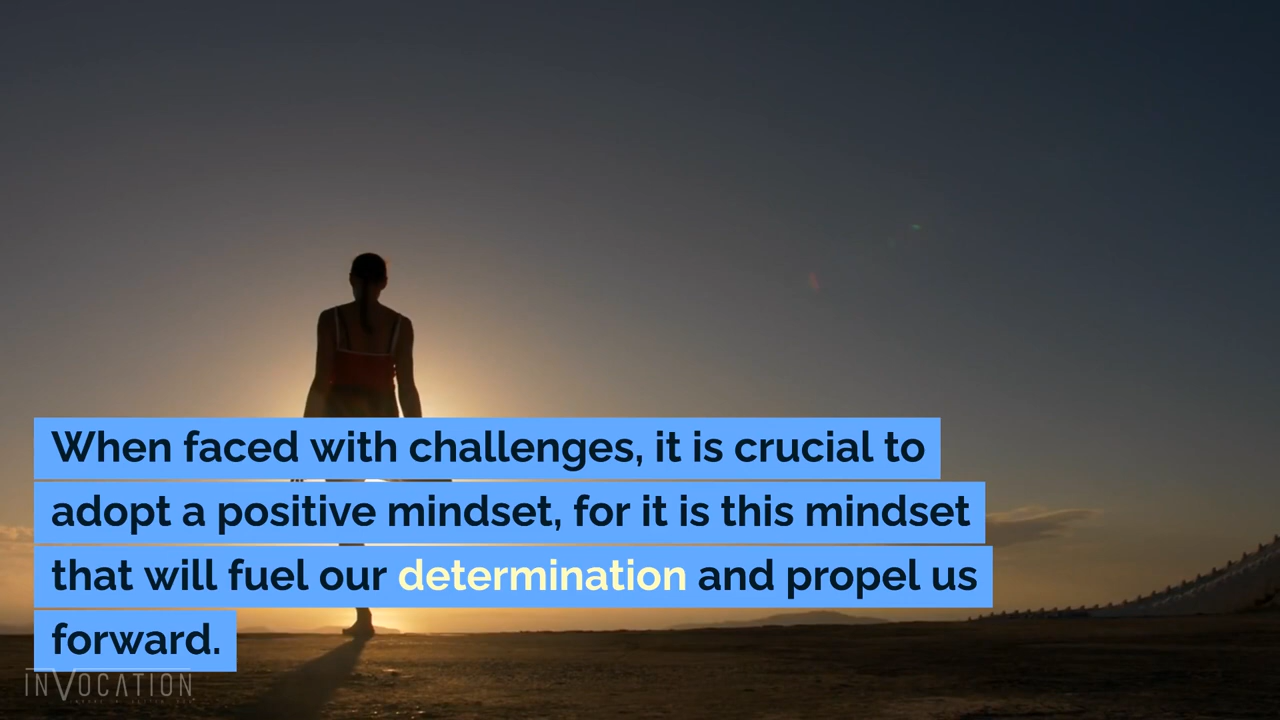 When faced with challenges, it is crucial to
adopt a positive mindset, for it is this mindset
that will fuel our determination and propel us
forward.
INVOCATION